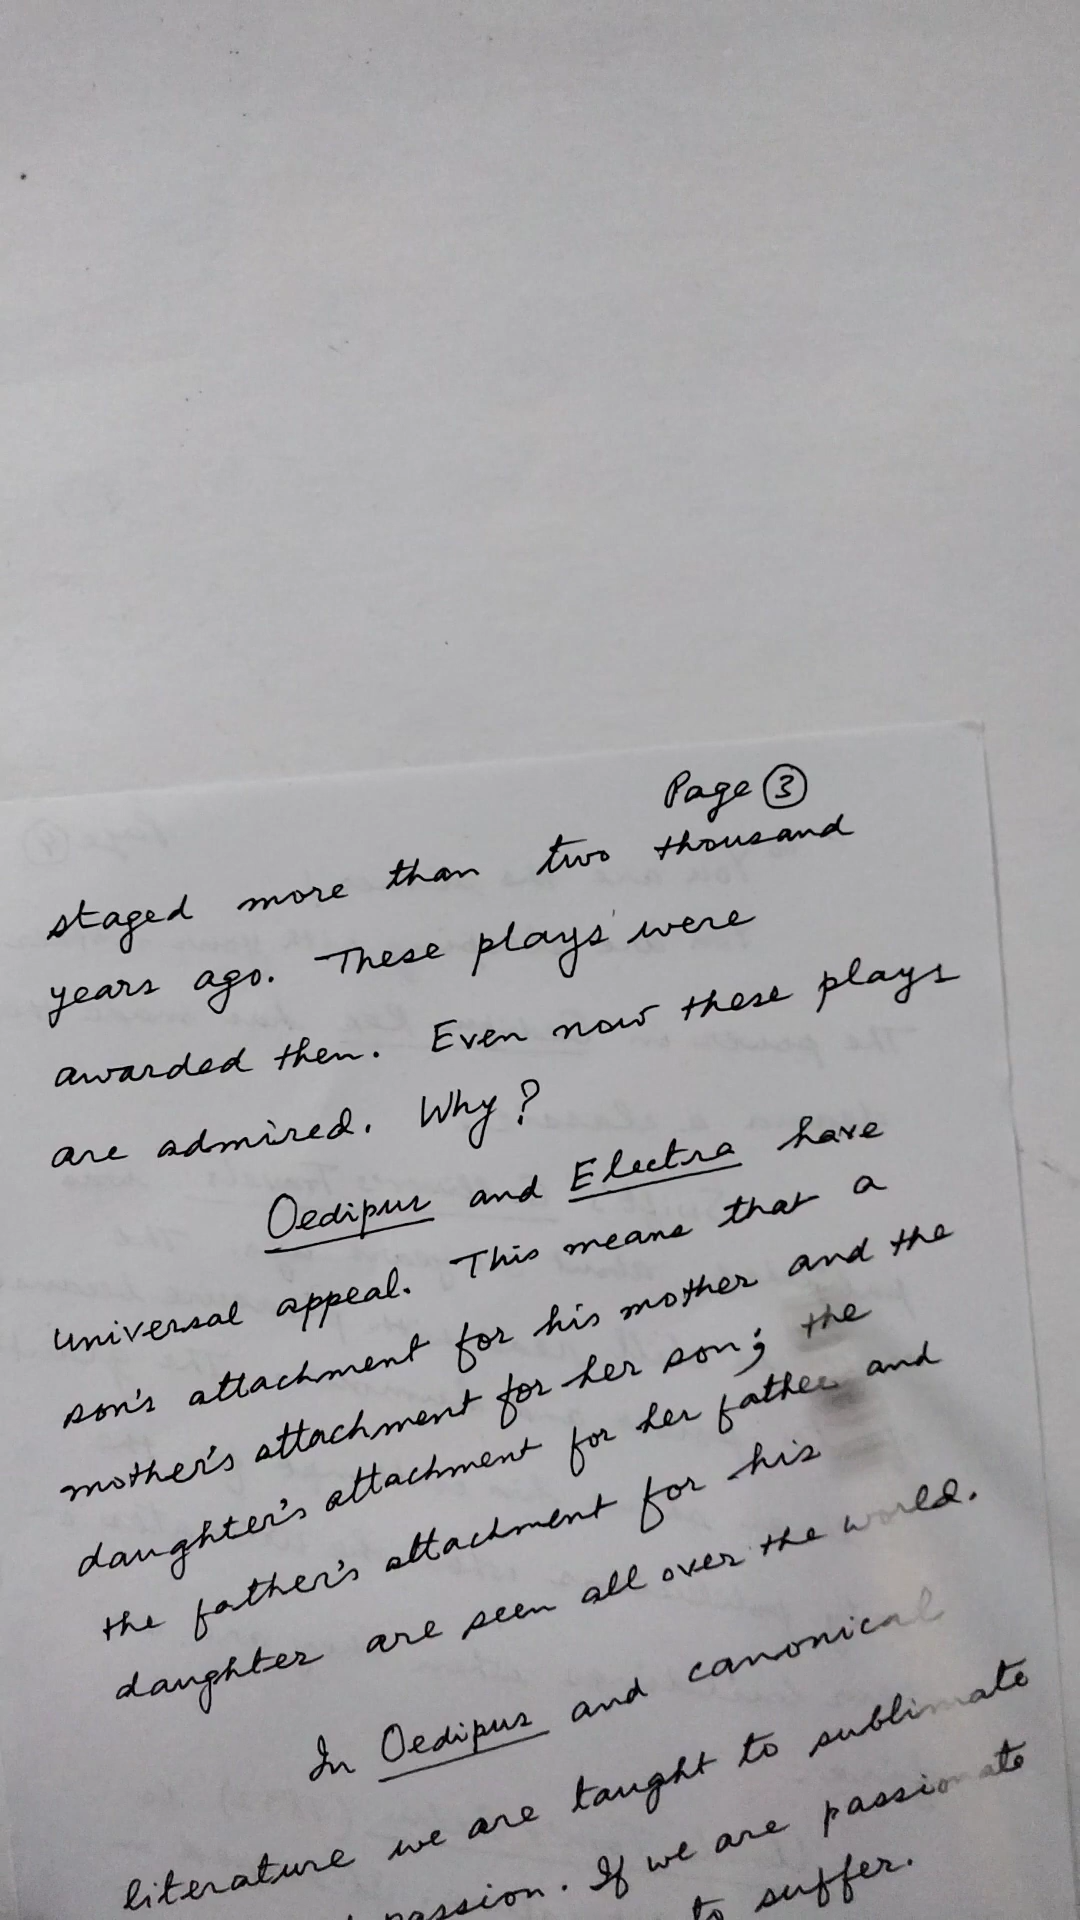 Page 3
staged more than two thousand
years ago. These plays were
awarded then. Even now these plays
are admired. Why?
Oedipus and Electra have
universal appeal. This means that a
son's attachment for his mother and the
mother's attachment for her son; the
daughter's attachment for her father and
the father's attachment for his
daughter are seen all over the world.
In Oedipus and canonical
literature we are taught to sublimate
passion. If we are passionate
to suffer.